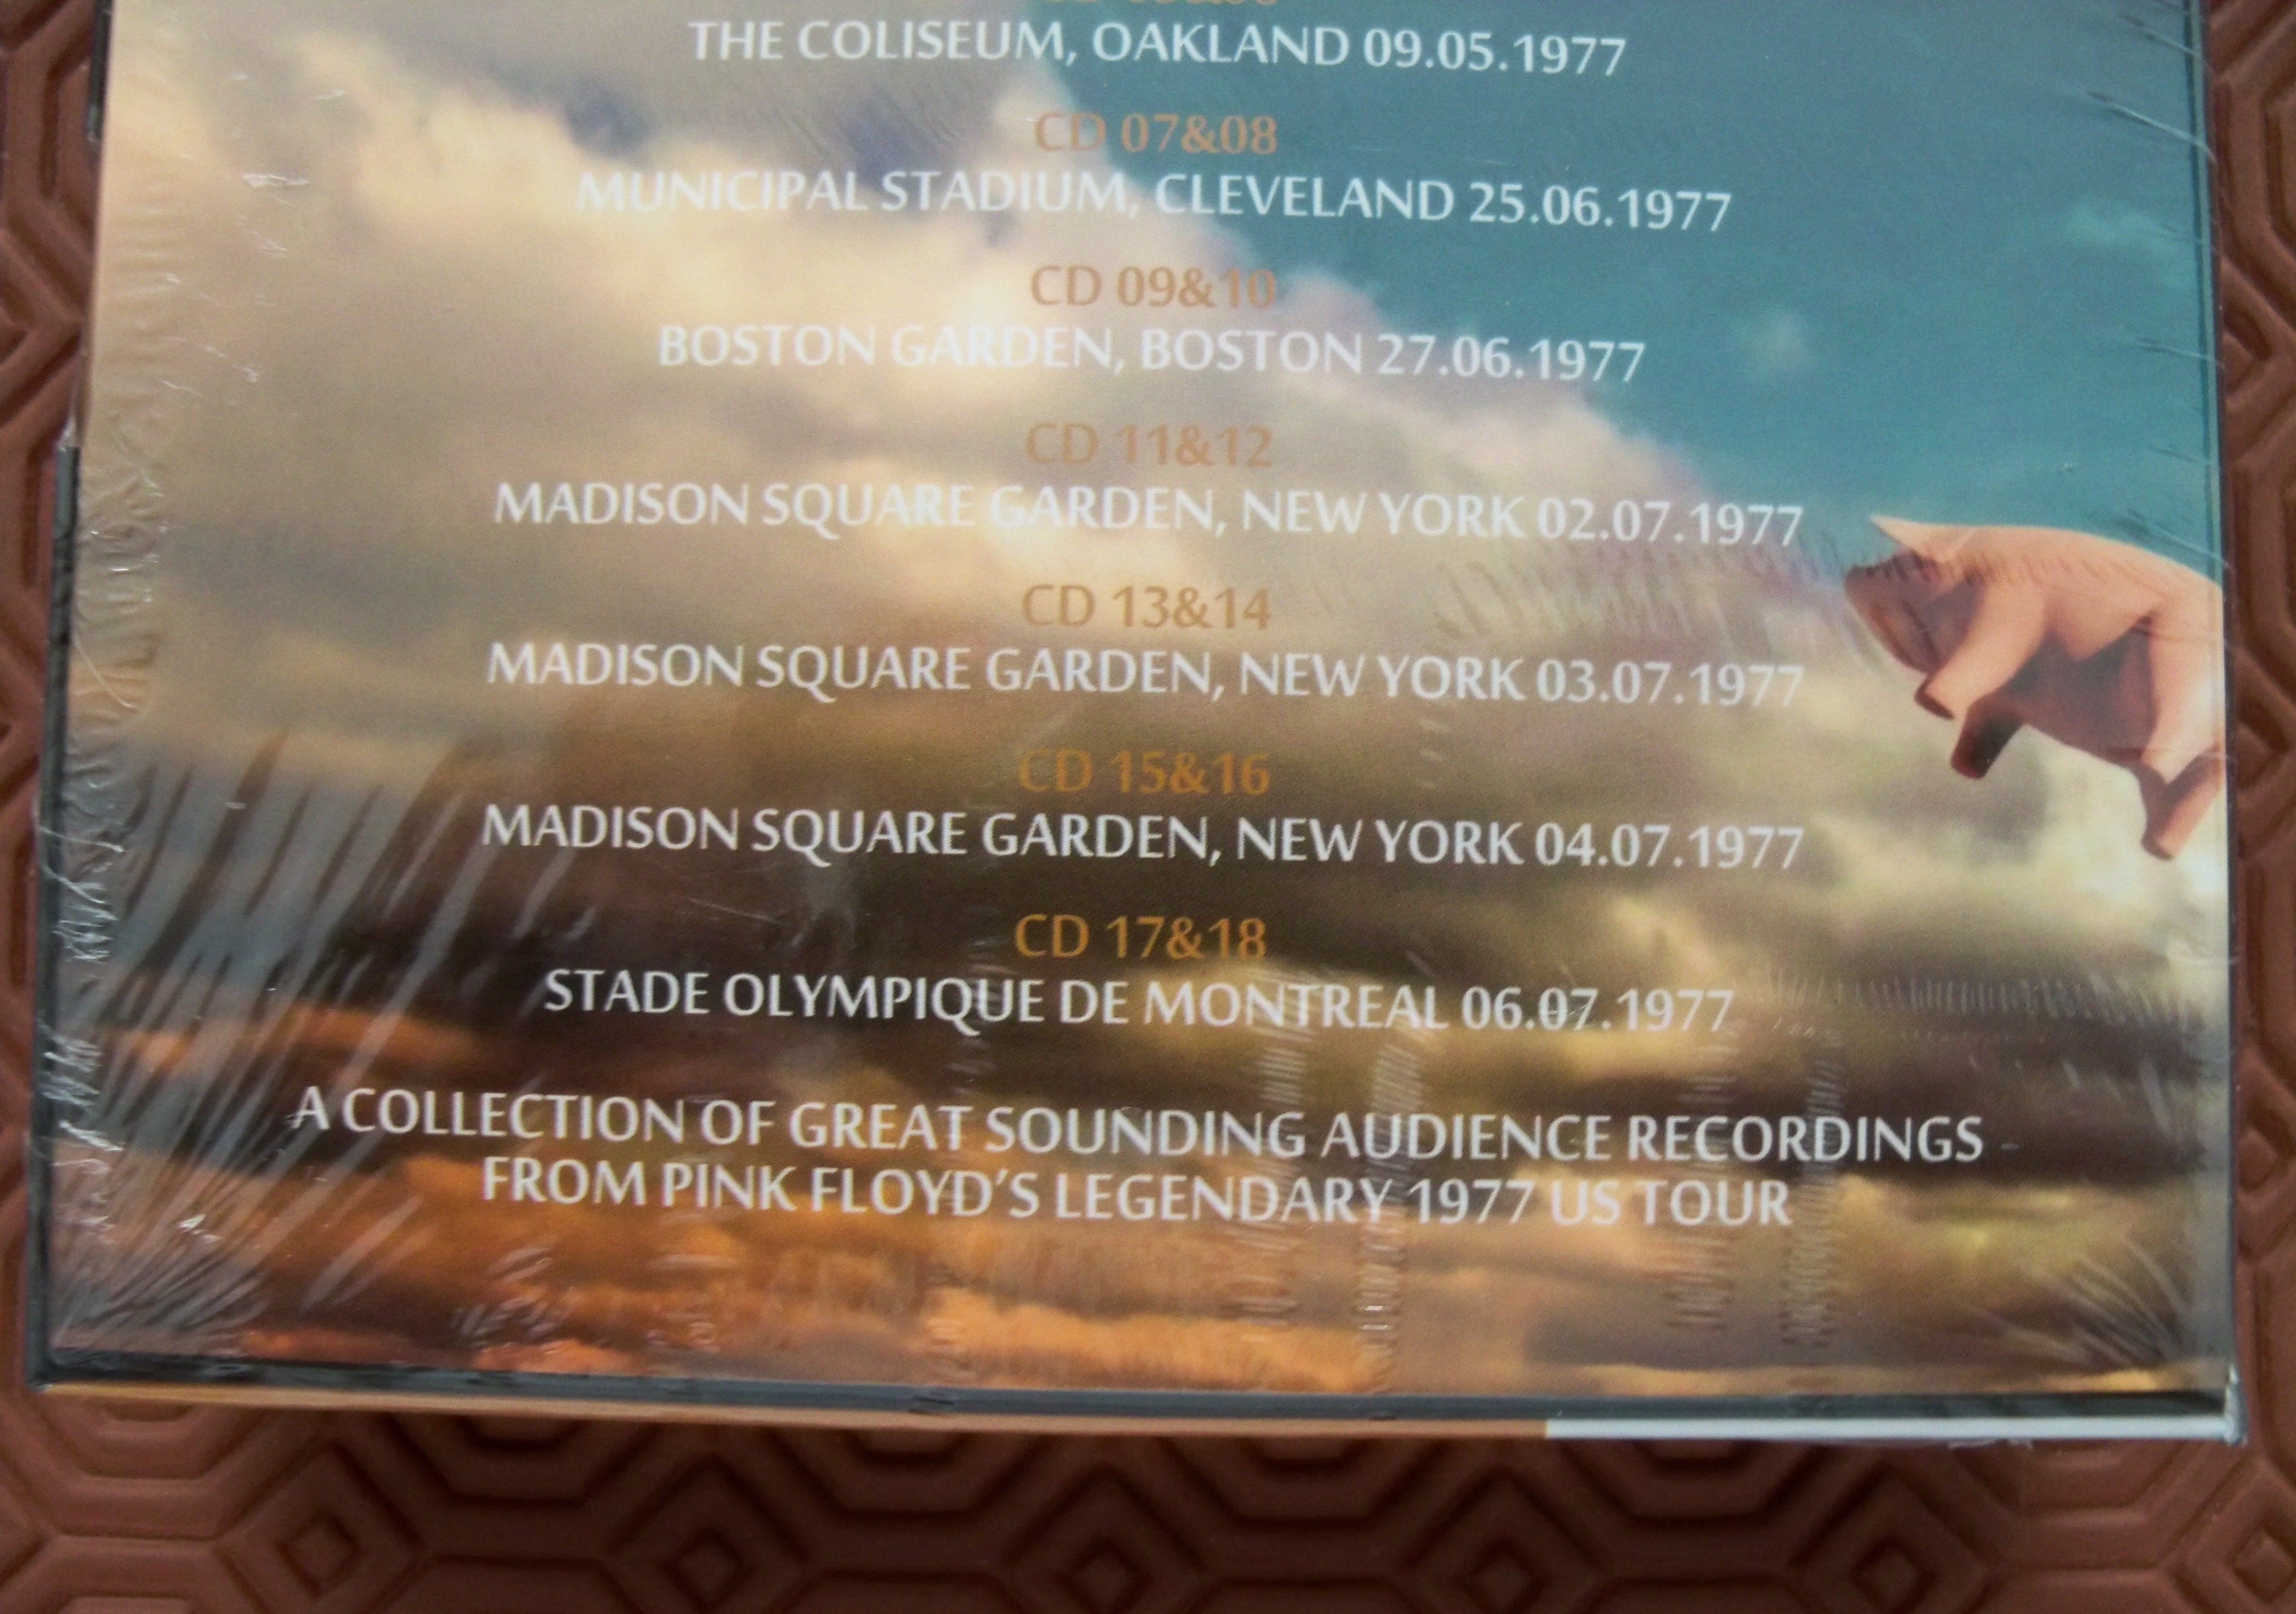 THE COLISEUM, OAKLAND 09.05.1977
CD 07&08
MUNICIPAL STADIUM, CLEVELAND 25.06.1977
CD 09&10
BOSTON GARDEN, BOSTON 27.06.1977
CD 11&12
MADISON SQUARE GARDEN, NEW YORK 02.07.1977
CD 13&14
MADISON SQUARE GARDEN, NEW YORK 03.07.1977
CD 15&16
MADISON SQUARE GARDEN, NEW YORK 04.07.1977
CD 17&18
STADE OLYMPIQUE DE MONTREAL 06.07.1977
A COLLECTION OF GREAT SOUNDING AUDIENCE RECORDINGS
FROM PINK FLOYD'S LEGENDARY 1977 US TOUR